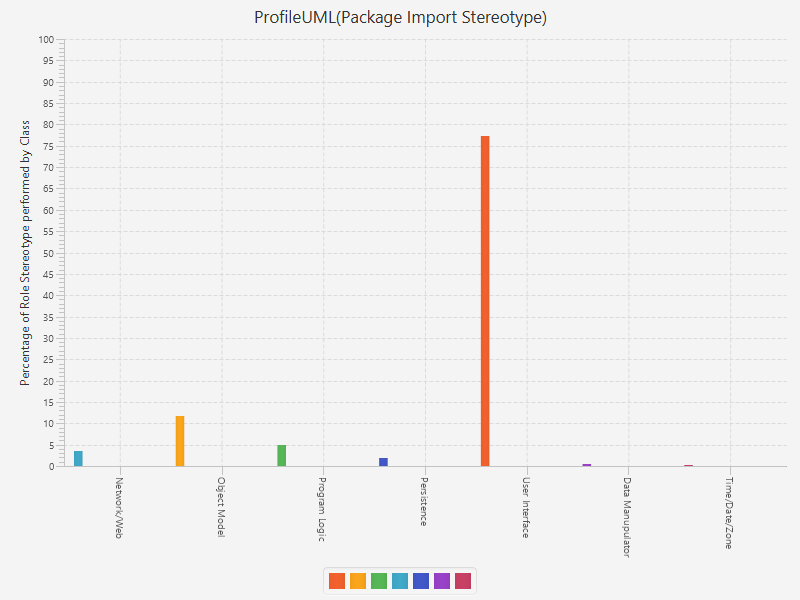 ProfileUML(Package Import Stereotype)
Percentage of Role Stereotype performed by Class
100
95
90
85
80
75
70
65
60
55
50
45
40
35
30
25
20
15
10
5
0
Network/Web
Object Model
Program Logic
Persistence
User Interface
Data Manupulator
Time/Date/Zone